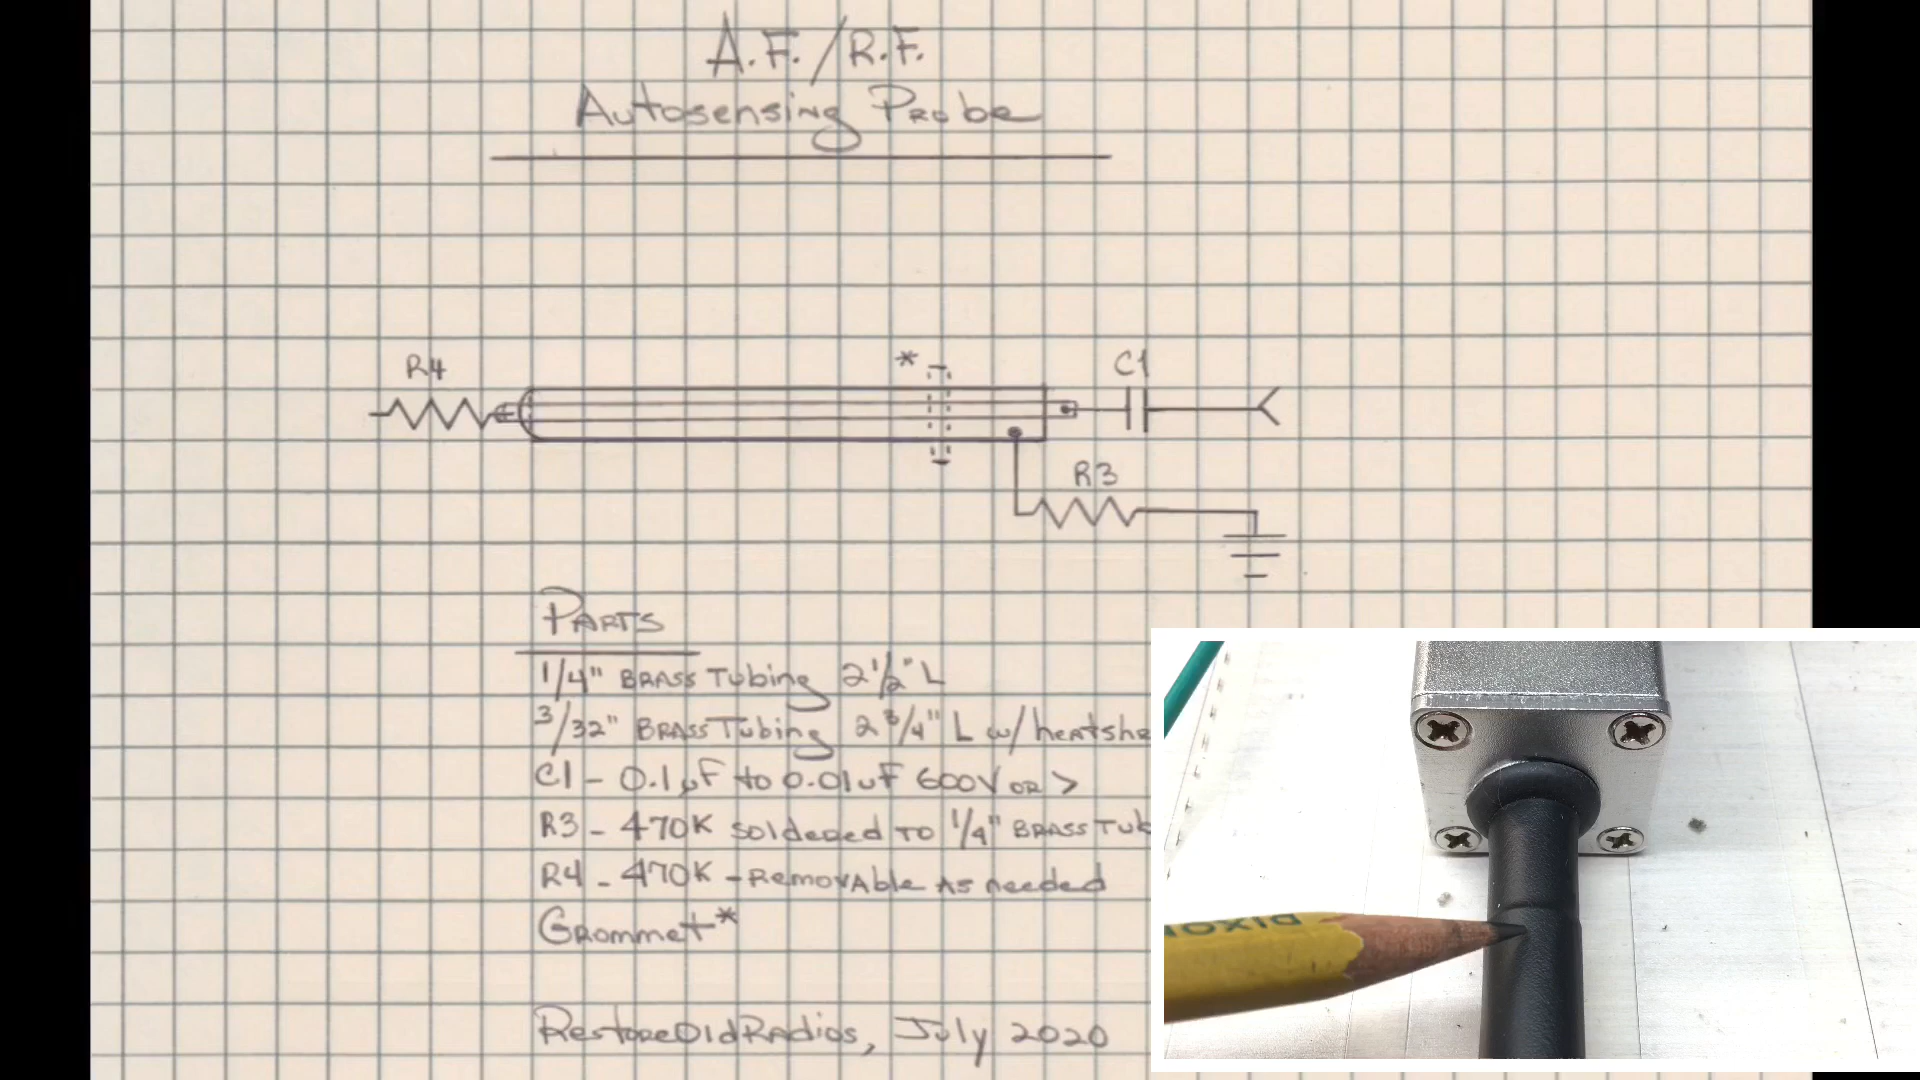 A.F./R.F.
Autosensing Probe
R4
*
C1
R3
Parts
1/4" Brass Tubing 2 1/2" L
3/32" Brass Tubing 2 3/4" L w/ heatshr
C1 - 0.1µF to 0.01uF 600V or >
R3 - 470K soldered to 1/4" Brass Tub
R4 - 470K - Removable as needed
Grommet*
RestoreOldRadios, July 2020
DIXON